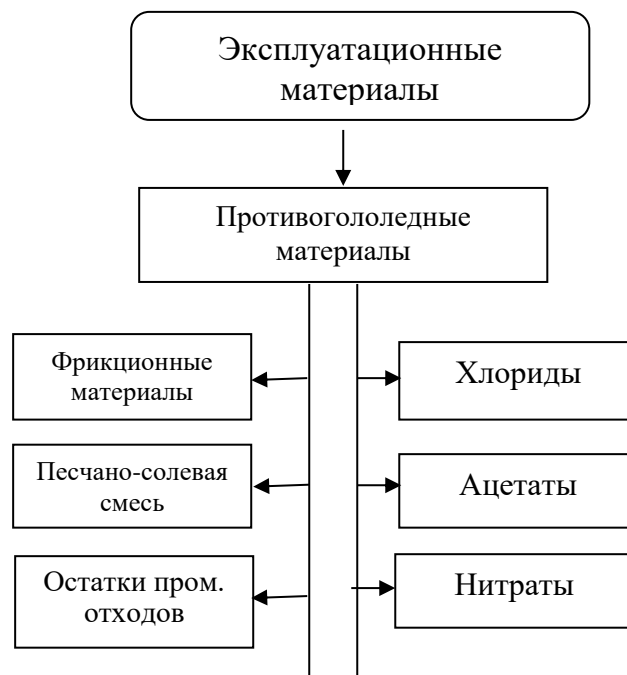 Эксплуатационные
материалы
Противогололедные
материалы
Фрикционные
материалы
Хлориды
Песчано-солевая
смесь
Ацетаты
Остатки пром.
отходов
Нитраты